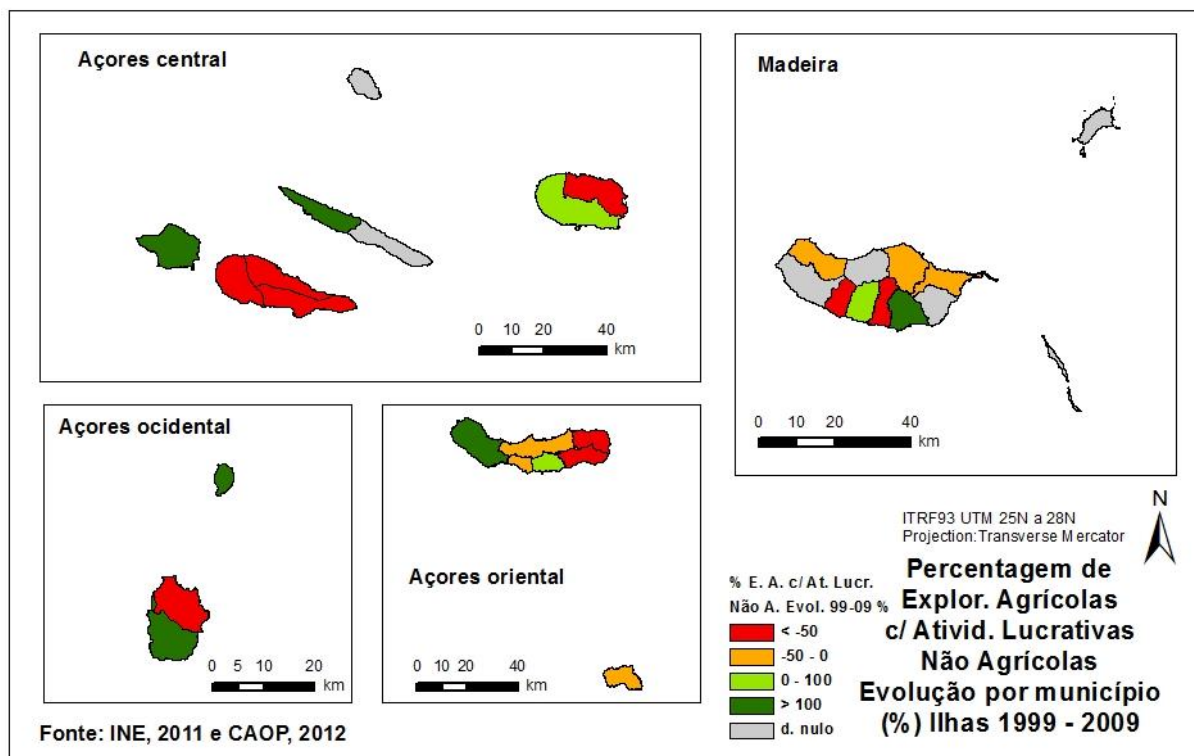 Açores central
0 10 20 40
km
Madeira
0 10 20 40
km
Açores ocidental
0 5 10 20
km
Açores oriental
0 10 20 40
km
ITRF93 UTM 25N a 28N
Projection:Transverse Mercator
N
% E. A. c/ At. Lucr.
Não A. Evol. 99-09 %
< -50
-50 - 0
0 - 100
> 100
d. nulo
Percentagem de
Explor. Agrícolas
c/ Ativid. Lucrativas
Não Agrícolas
Evolução por município
(%) Ilhas 1999 - 2009
Fonte: INE, 2011 e CAOP, 2012